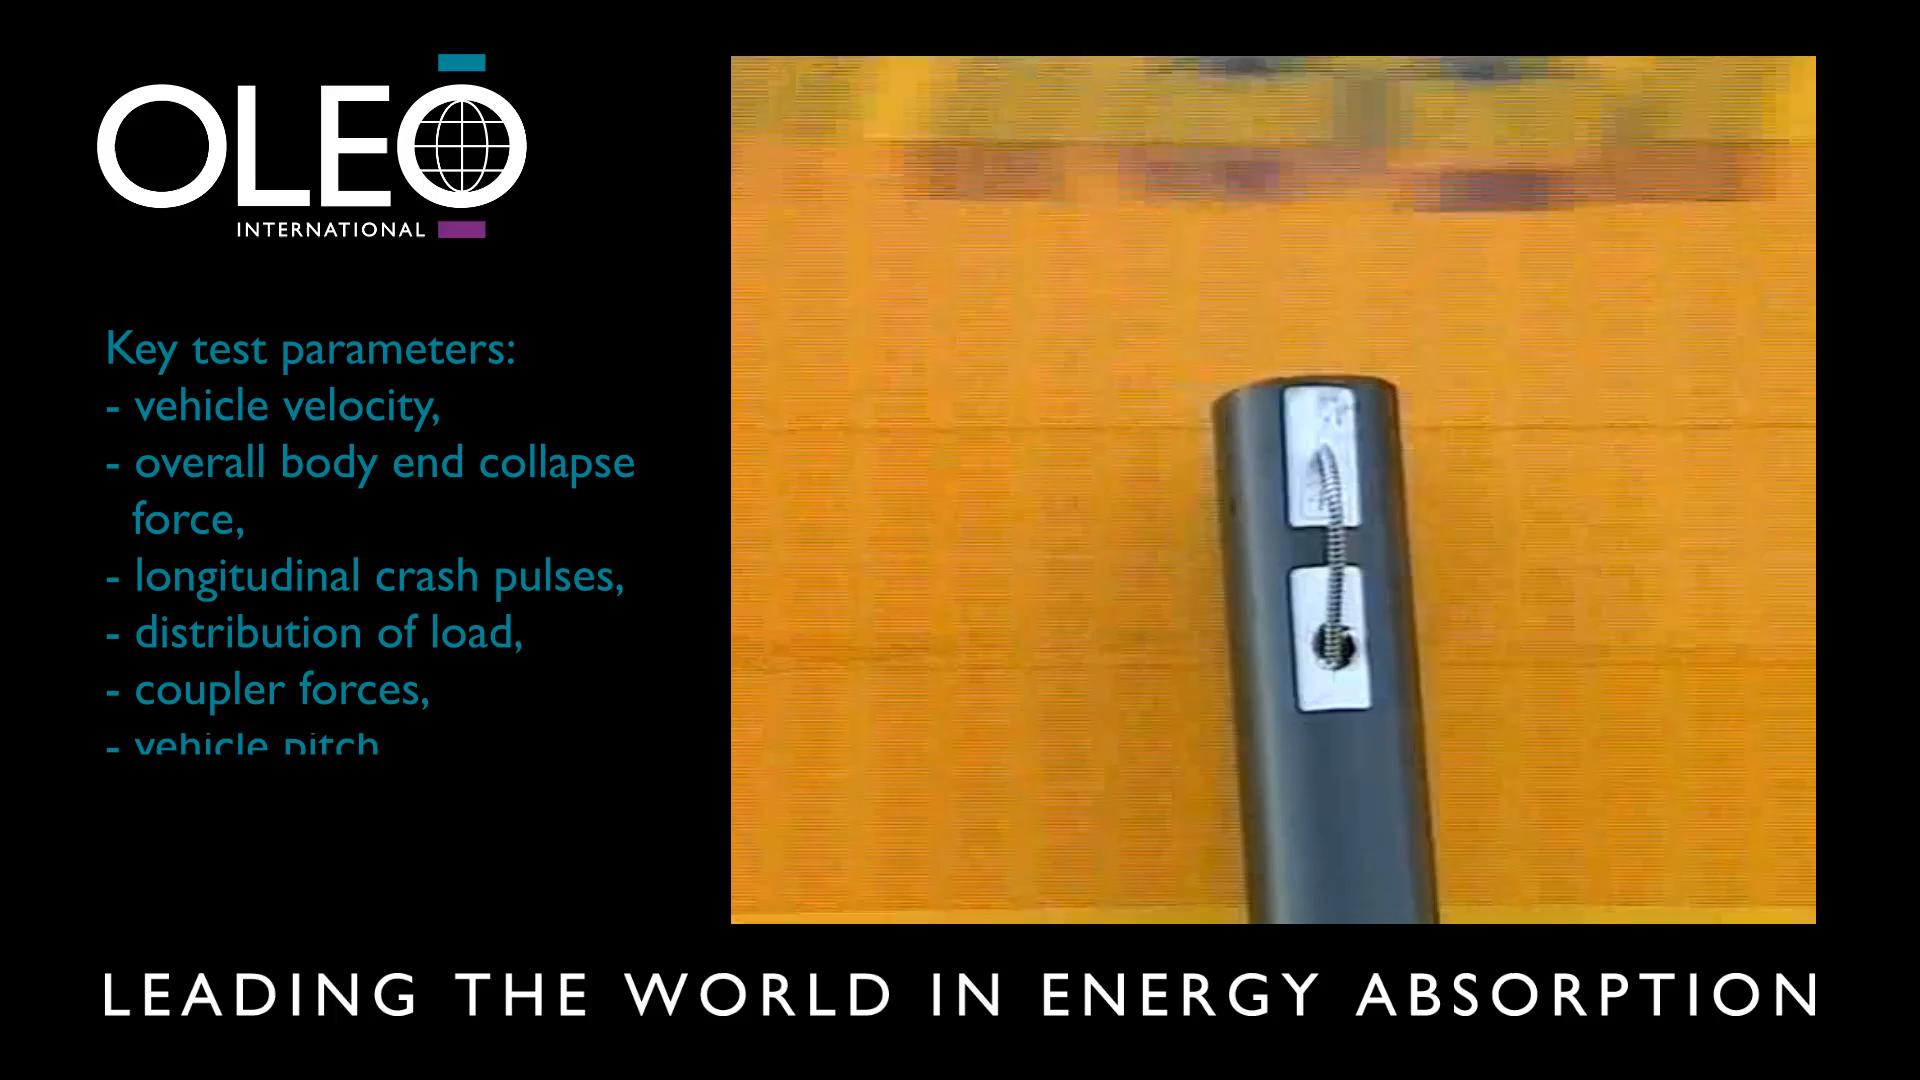 OLEO
INTERNATIONAL
Key test parameters:
- vehicle velocity,
- overall body end collapse
force,
- longitudinal crash pulses,
- distribution of load,
- coupler forces,
- vehicle pitch
LEADING THE WORLD IN ENERGY ABSORPTION